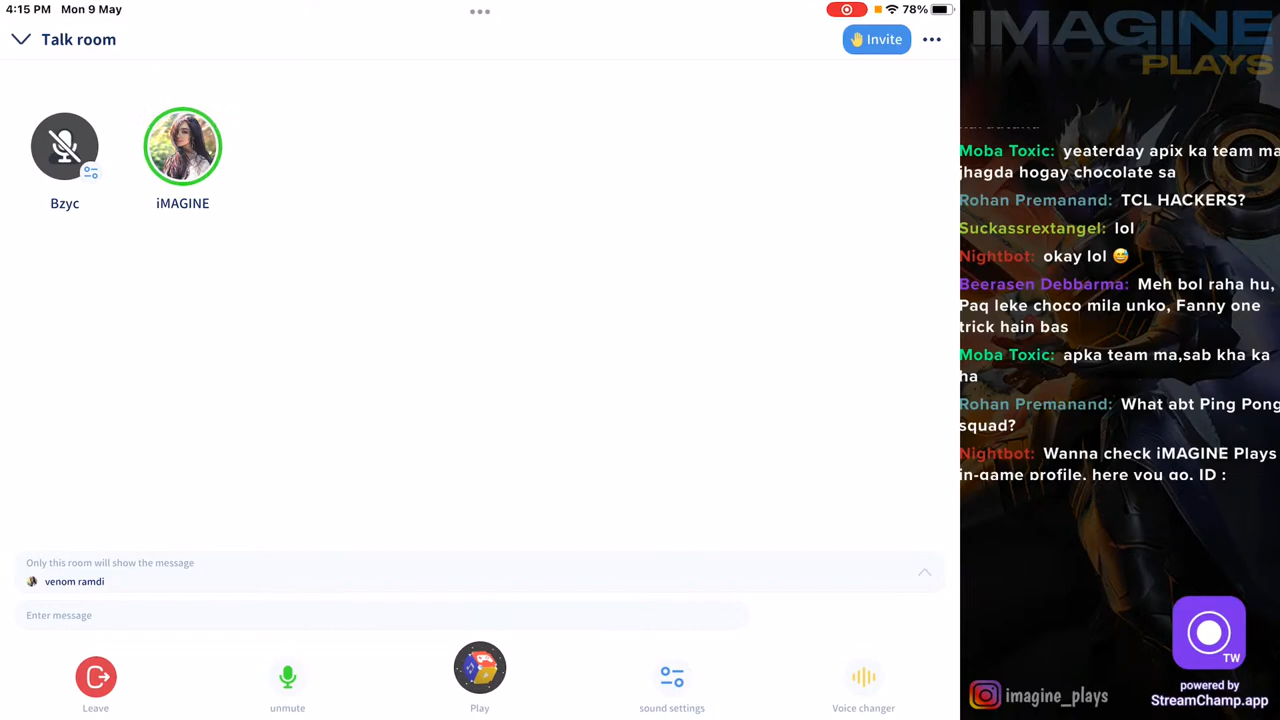 4:15 PM Mon 9 May
78%
Talk room
Invite
Bzyc
iMAGINE
Only this room will show the message
venom ramdi
Enter message
Leave
unmute
Play
sound settings
Voice changer
IMAGINE
PLAYS
Moba Toxic: yeaterday apix ka team ma
jhagda hogay chocolate sa
Rohan Premanand: TCL HACKERS?
Suckassrextangel: lol
Nightbot: okay lol 😅
Beerasen Debbarma: Meh bol raha hu,
Paq leke choco mila unko, Fanny one
trick hain bas
Moba Toxic: apka team ma,sab kha ka
ha
Rohan Premanand: What abt Ping Pong
squad?
Nightbot: Wanna check iMAGINE Plays
in-game profile, here you go. ID :
TW
imagine_plays
powered by
StreamChamp.app